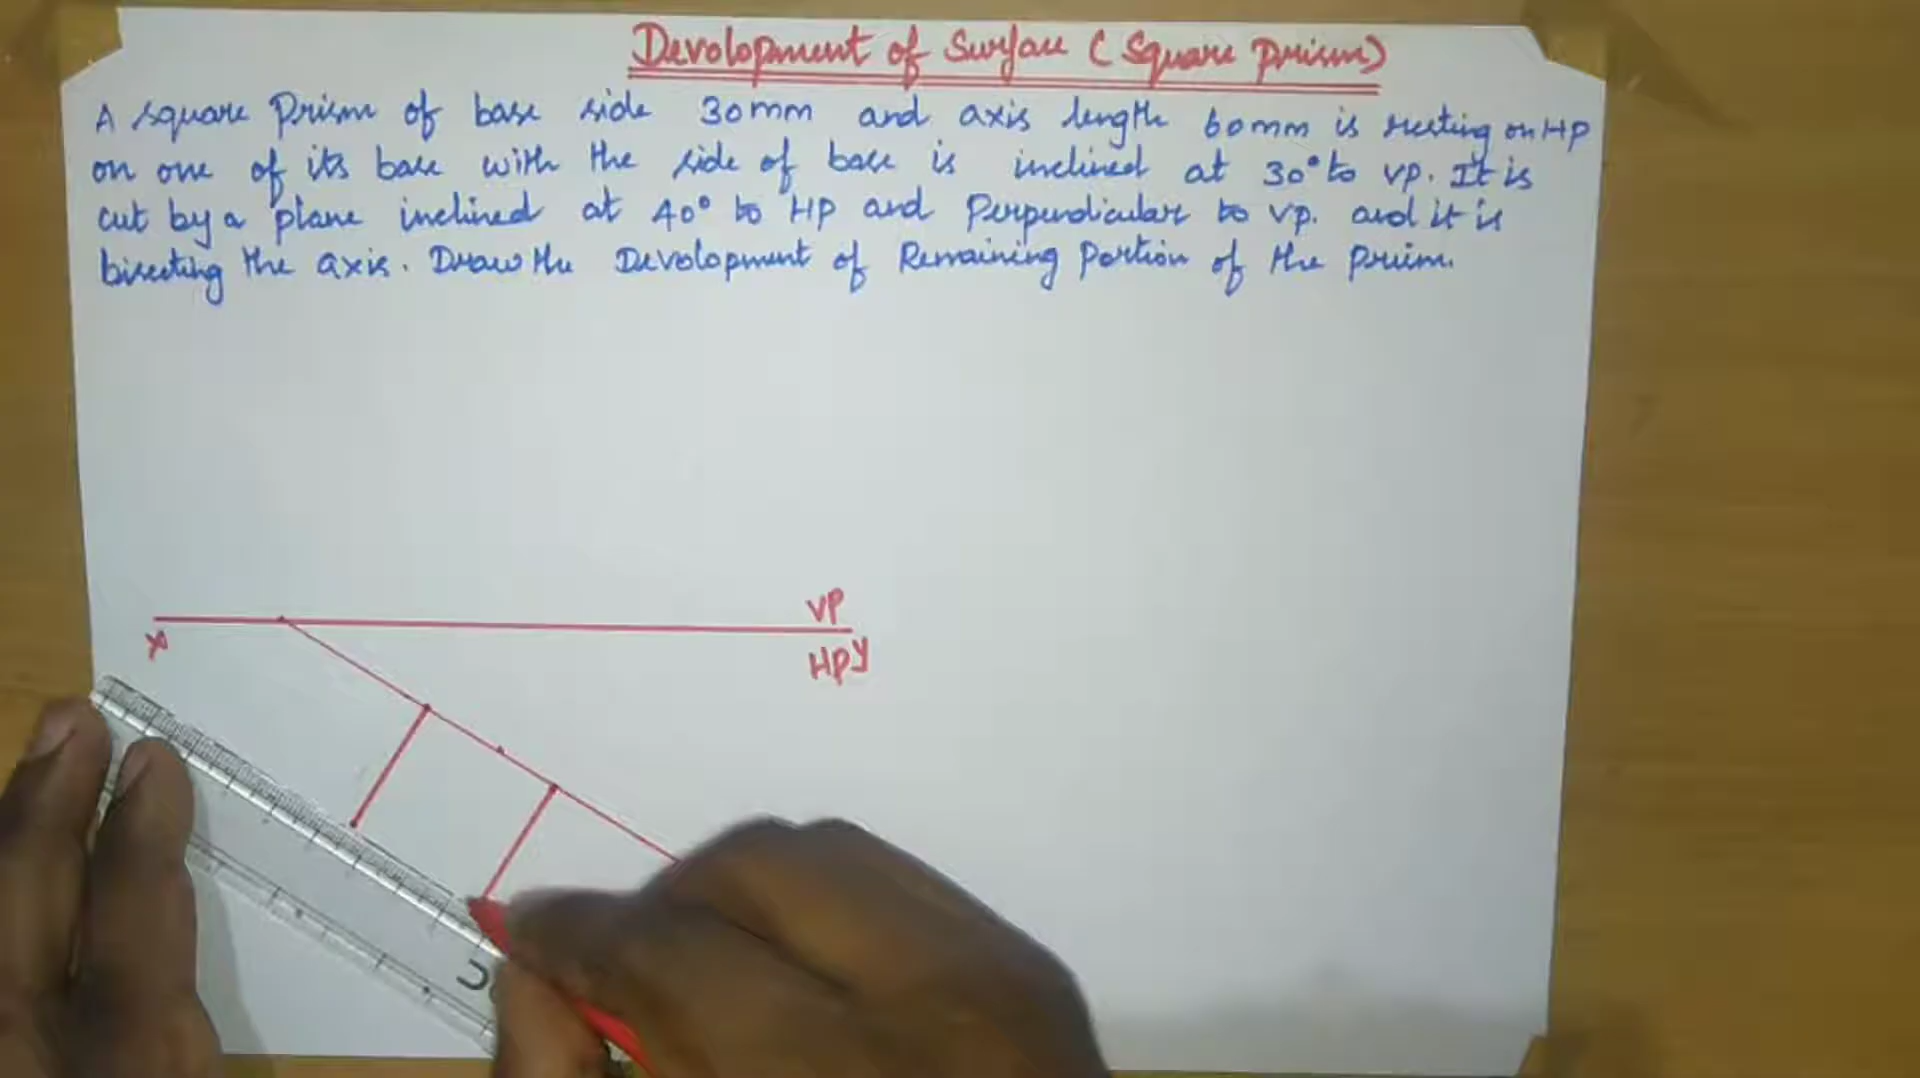 Devolopment of Surface (Square Prism)
A square Prism of base side 30mm and axis length 60mm is resting on HP
on one of its base with the side of base is inclined at 30° to VP. It is
cut by a plane inclined at 40° to HP and Perpendicular to VP. and it is
bisecting the axis. Draw the Devolopment of Remaining Portion of the Prism.
VP
X
HP Y